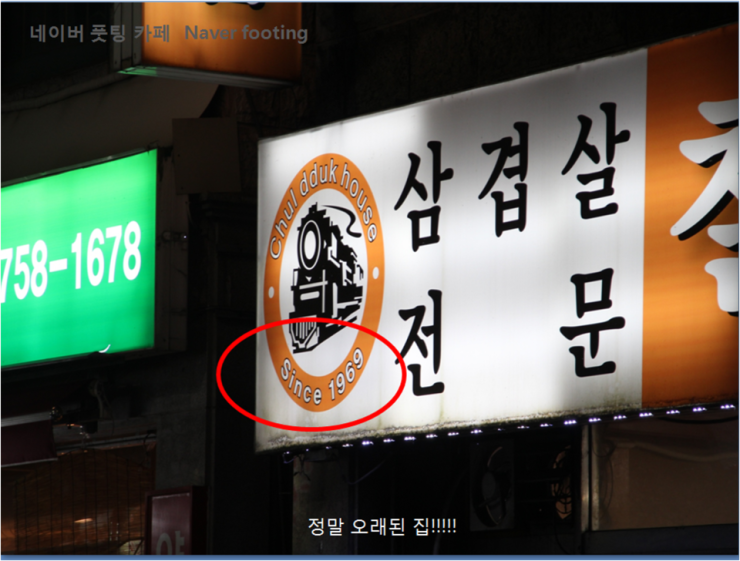 네이버 풋팅 카페 Naver footing
758-1678
Chul dduk house
Since 1969
삼겹살
전문
정말 오래된 집!!!!!